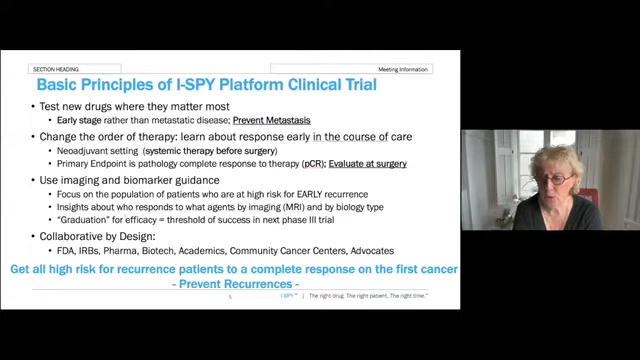 SECTION HEADING
Meeting Information
Basic Principles of I-SPY Platform Clinical Trial
• Test new drugs where they matter most
• Early stage rather than metastatic disease; Prevent Metastasis
• Change the order of therapy: learn about response early in the course of care
• Neoadjuvant setting (systemic therapy before surgery)
• Primary Endpoint is pathology complete response to therapy (pCR); Evaluate at surgery
• Use imaging and biomarker guidance
• Focus on the population of patients who are at high risk for EARLY recurrence
• Insights about who responds to what agents by imaging (MRI) and by biology type
• "Graduation" for efficacy = threshold of success in next phase III trial
• Collaborative by Design:
• FDA, IRBs, Pharma, Biotech, Academics, Community Cancer Centers, Advocates
Get all high risk for recurrence patients to a complete response on the first cancer
- Prevent Recurrences -
5 I-SPY™ | The right drug. The right patient. The right time.™